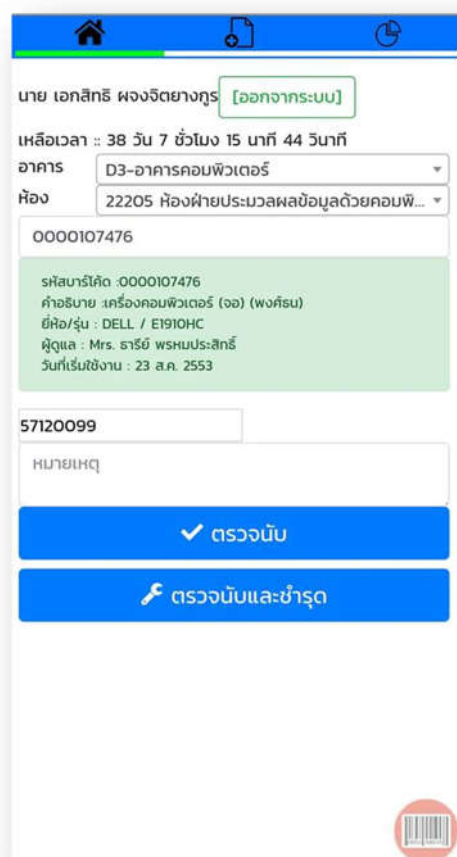 นาย เอกสิทธิ ผจงจิตยางกูร [ออกจากระบบ]
เหลือเวลา :: 38 วัน 7 ชั่วโมง 15 นาที 44 วินาที
อาคาร D3-อาคารคอมพิวเตอร์
ห้อง 22205 ห้องฝ่ายประมวลผลข้อมูลด้วยคอมพิ...
0000107476
รหัสบาร์โค้ด :0000107476
คำอธิบาย :เครื่องคอมพิวเตอร์ (จอ) (พงศ์ธน)
ยี่ห้อ/รุ่น : DELL / E1910HC
ผู้ดูแล : Mrs. ธารีย์ พรหมประสิทธิ์
วันที่เริ่มใช้งาน : 23 ส.ค. 2553
57120099
หมายเหตุ
ตรวจนับ
ตรวจนับและชำรุด